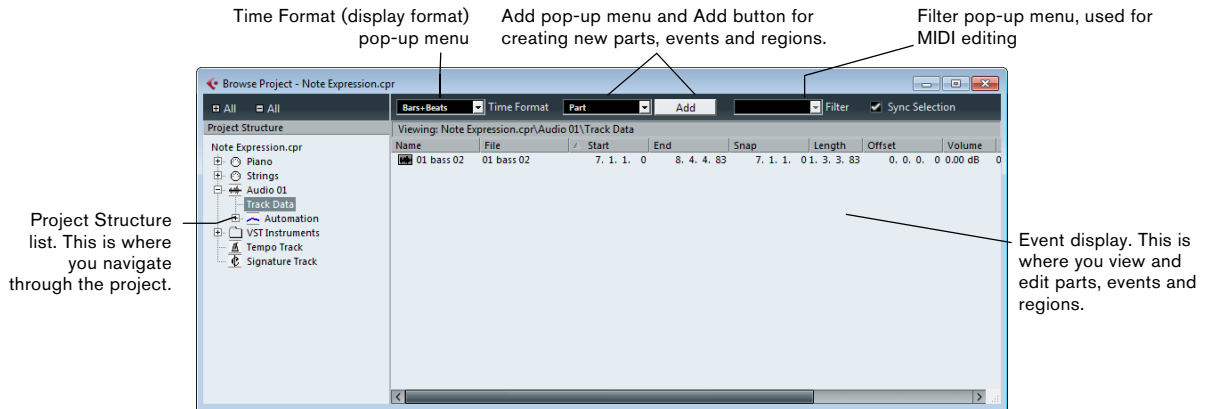 Time Format (display format)
pop-up menu
Add pop-up menu and Add button for
creating new parts, events and regions.
Filter pop-up menu, used for
MIDI editing
Browse Project - Note Expression.cpr
All All Bars+Beats Time Format Part Add Filter Sync Selection
Project Structure
Viewing: Note Expression.cpr\Audio 01\Track Data
Name File Start End Snap Length Offset Volume
01 bass 02 01 bass 02 7. 1. 1. 0 8. 4. 4. 83 7. 1. 1. 0 1. 3. 3. 83 0. 0. 0. 0 0.00 dB 0
Note Expression.cpr
Piano
Strings
Audio 01
Track Data
Automation
VST Instruments
Tempo Track
Signature Track
Project Structure
list. This is where
you navigate
through the project.
Event display. This is
where you view and
edit parts, events and
regions.